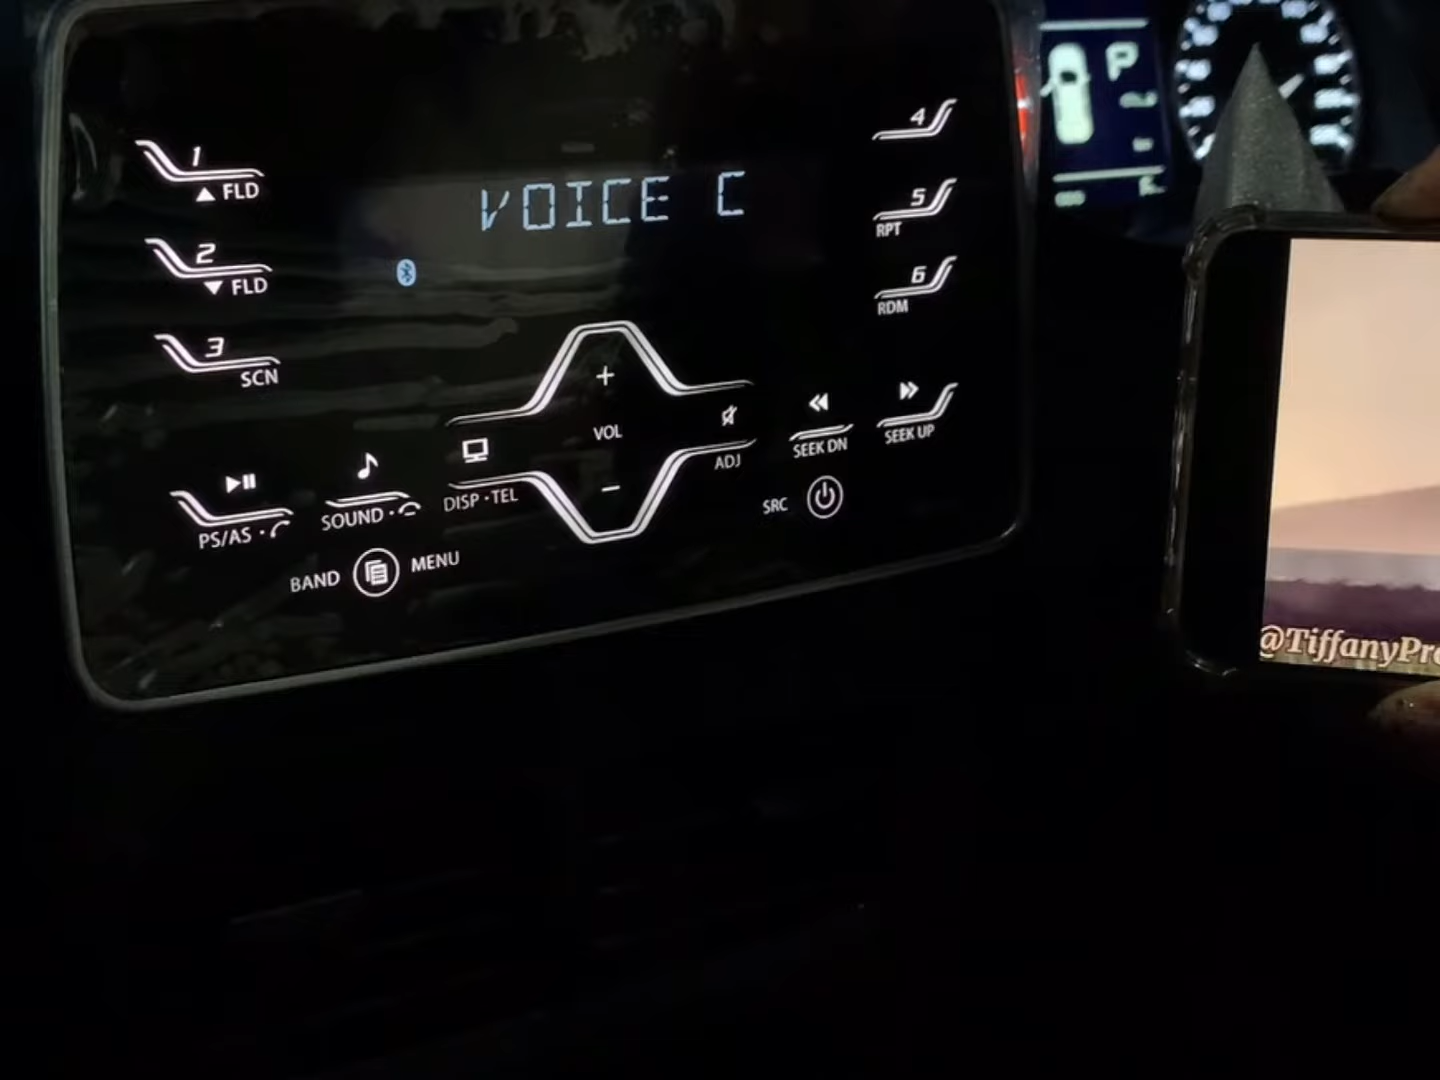 VOICE C
1
FLD
2
FLD
3
SCN
4
5
RPT
6
RDM
+
VOL
-
PS/AS •
SOUND •
DISP • TEL
ADJ
SEEK DN
SEEK UP
SRC
BAND
MENU
P
@TiffanyPr